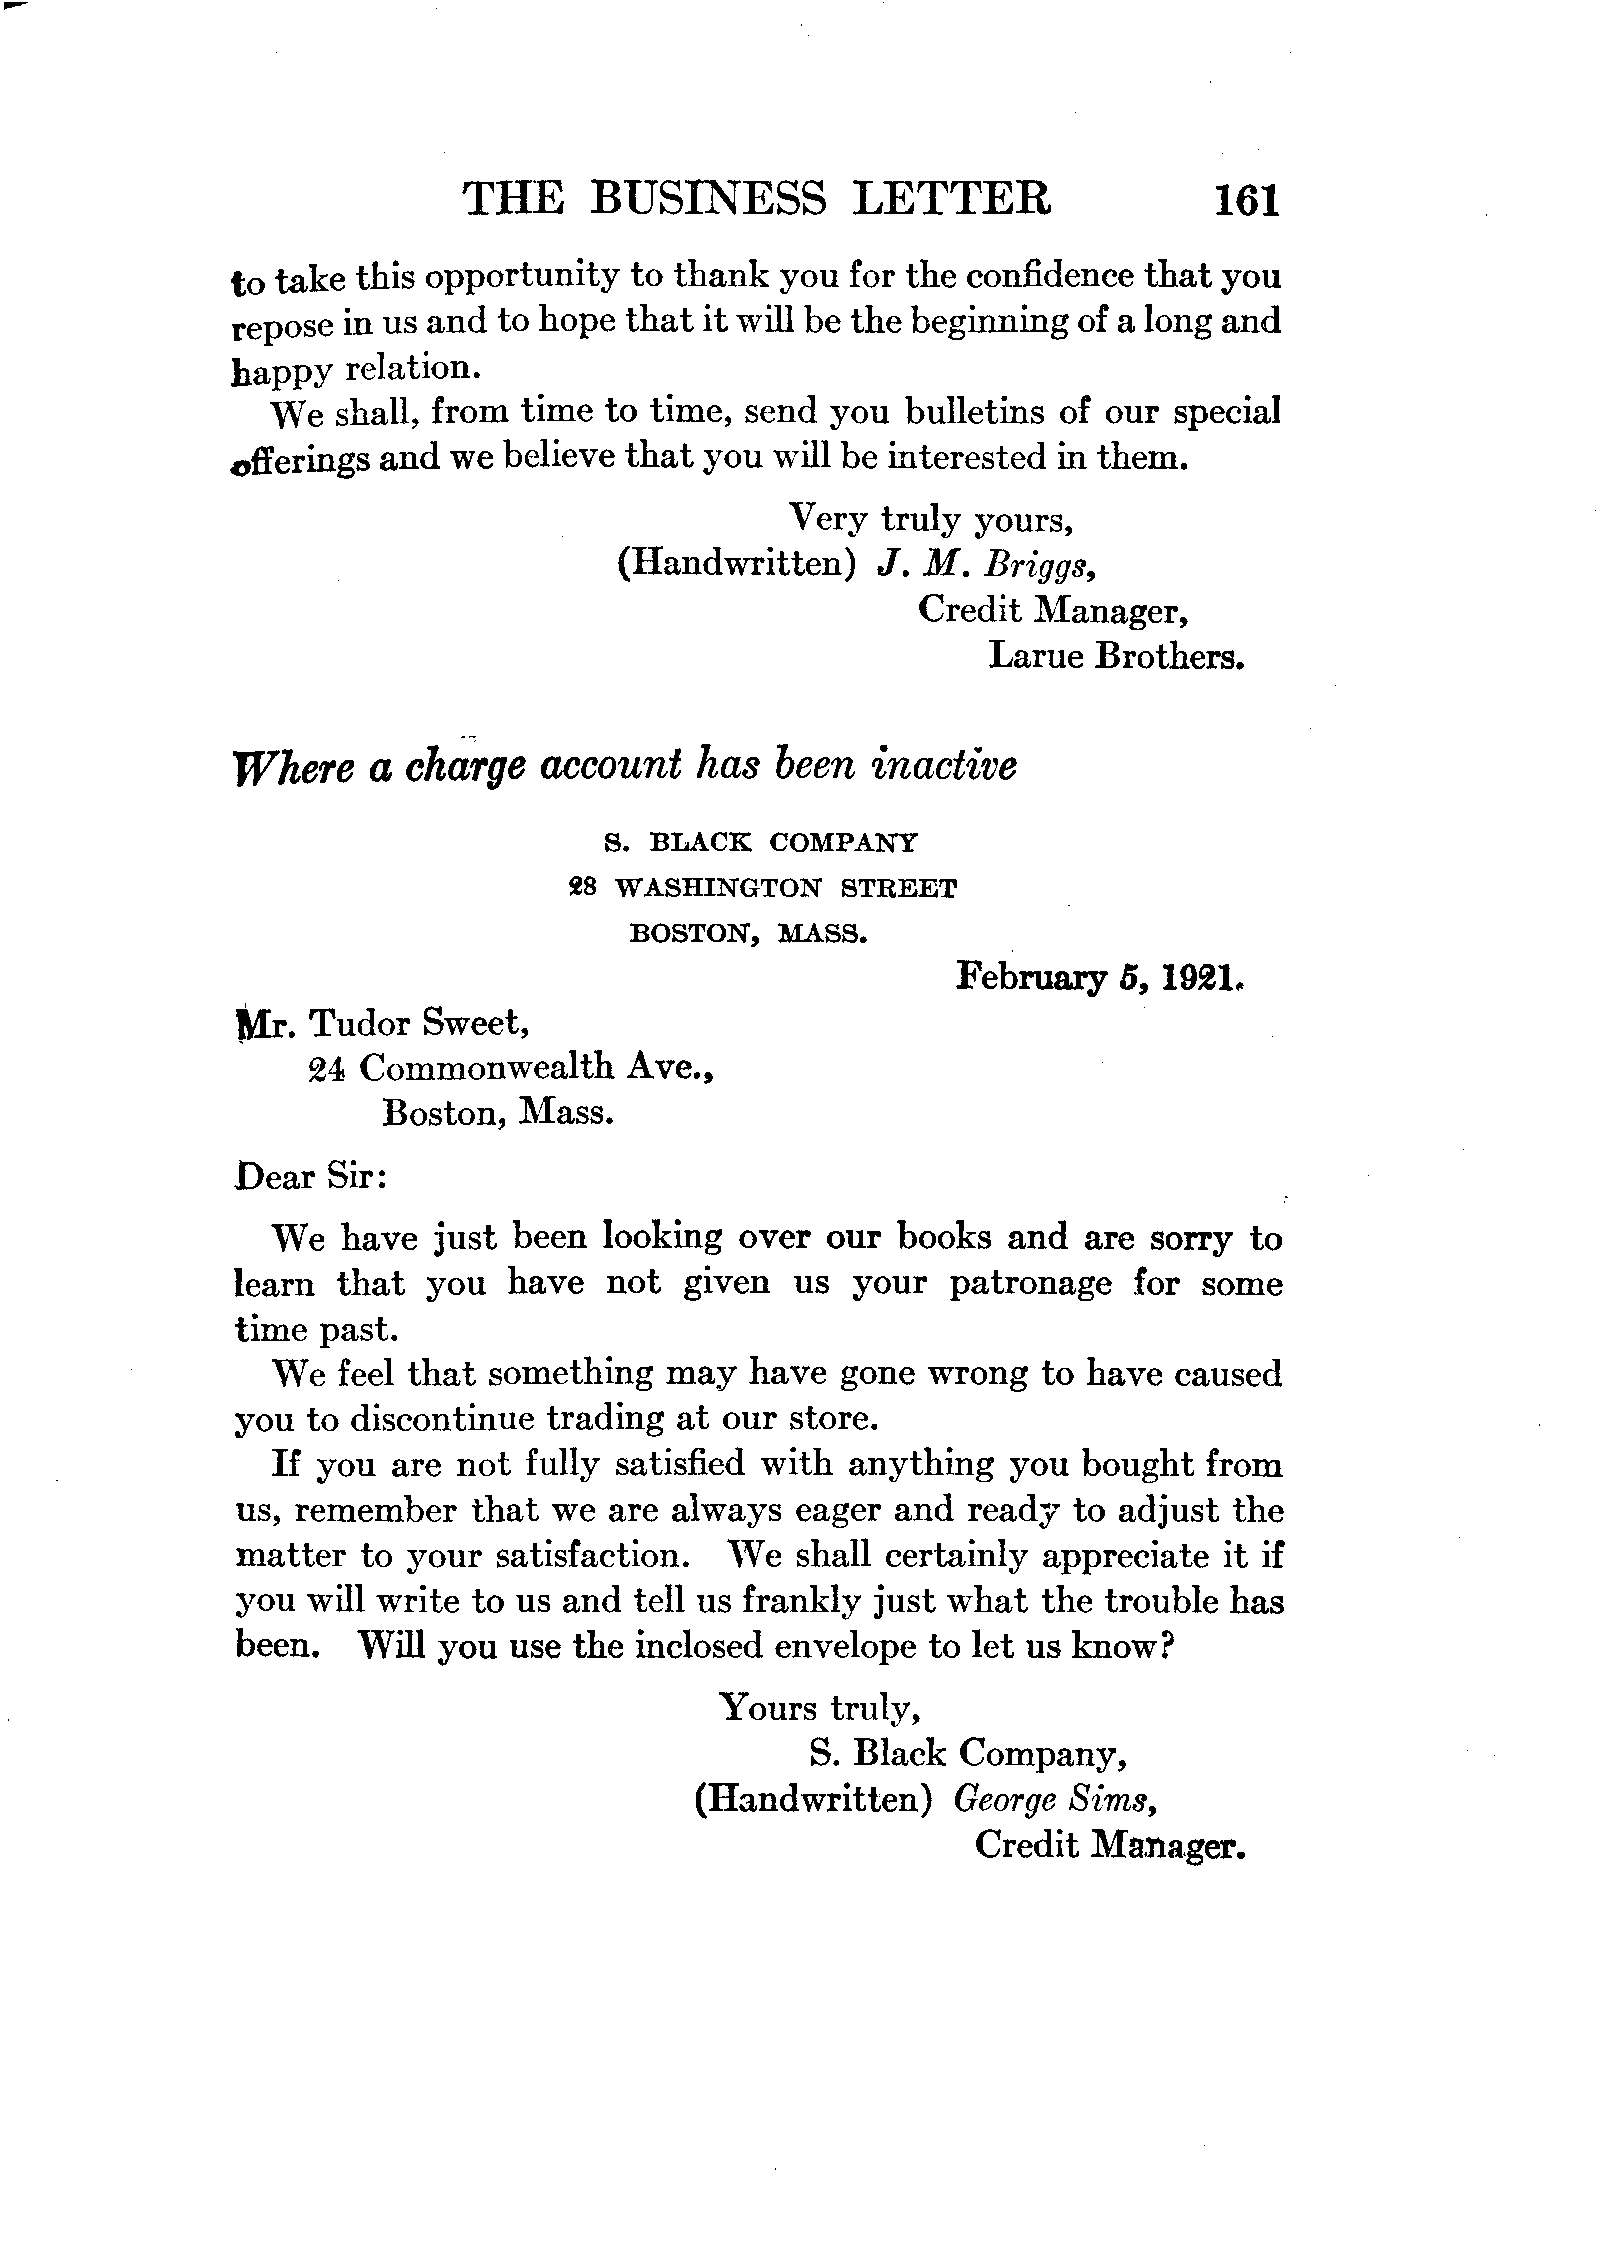 THE BUSINESS LETTER 161
to take this opportunity to thank you for the confidence that you
repose in us and to hope that it will be the beginning of a long and
happy relation.
We shall, from time to time, send you bulletins of our special
offerings and we believe that you will be interested in them.
Very truly yours,
(Handwritten) J. M. Briggs,
Credit Manager,
Larue Brothers.
Where a charge account has been inactive
S. BLACK COMPANY
28 WASHINGTON STREET
BOSTON, MASS.
February 5, 1921.
Mr. Tudor Sweet,
24 Commonwealth Ave.,
Boston, Mass.
Dear Sir:
We have just been looking over our books and are sorry to
learn that you have not given us your patronage for some
time past.
We feel that something may have gone wrong to have caused
you to discontinue trading at our store.
If you are not fully satisfied with anything you bought from
us, remember that we are always eager and ready to adjust the
matter to your satisfaction. We shall certainly appreciate it if
you will write to us and tell us frankly just what the trouble has
been. Will you use the inclosed envelope to let us know?
Yours truly,
S. Black Company,
(Handwritten) George Sims,
Credit Manager.